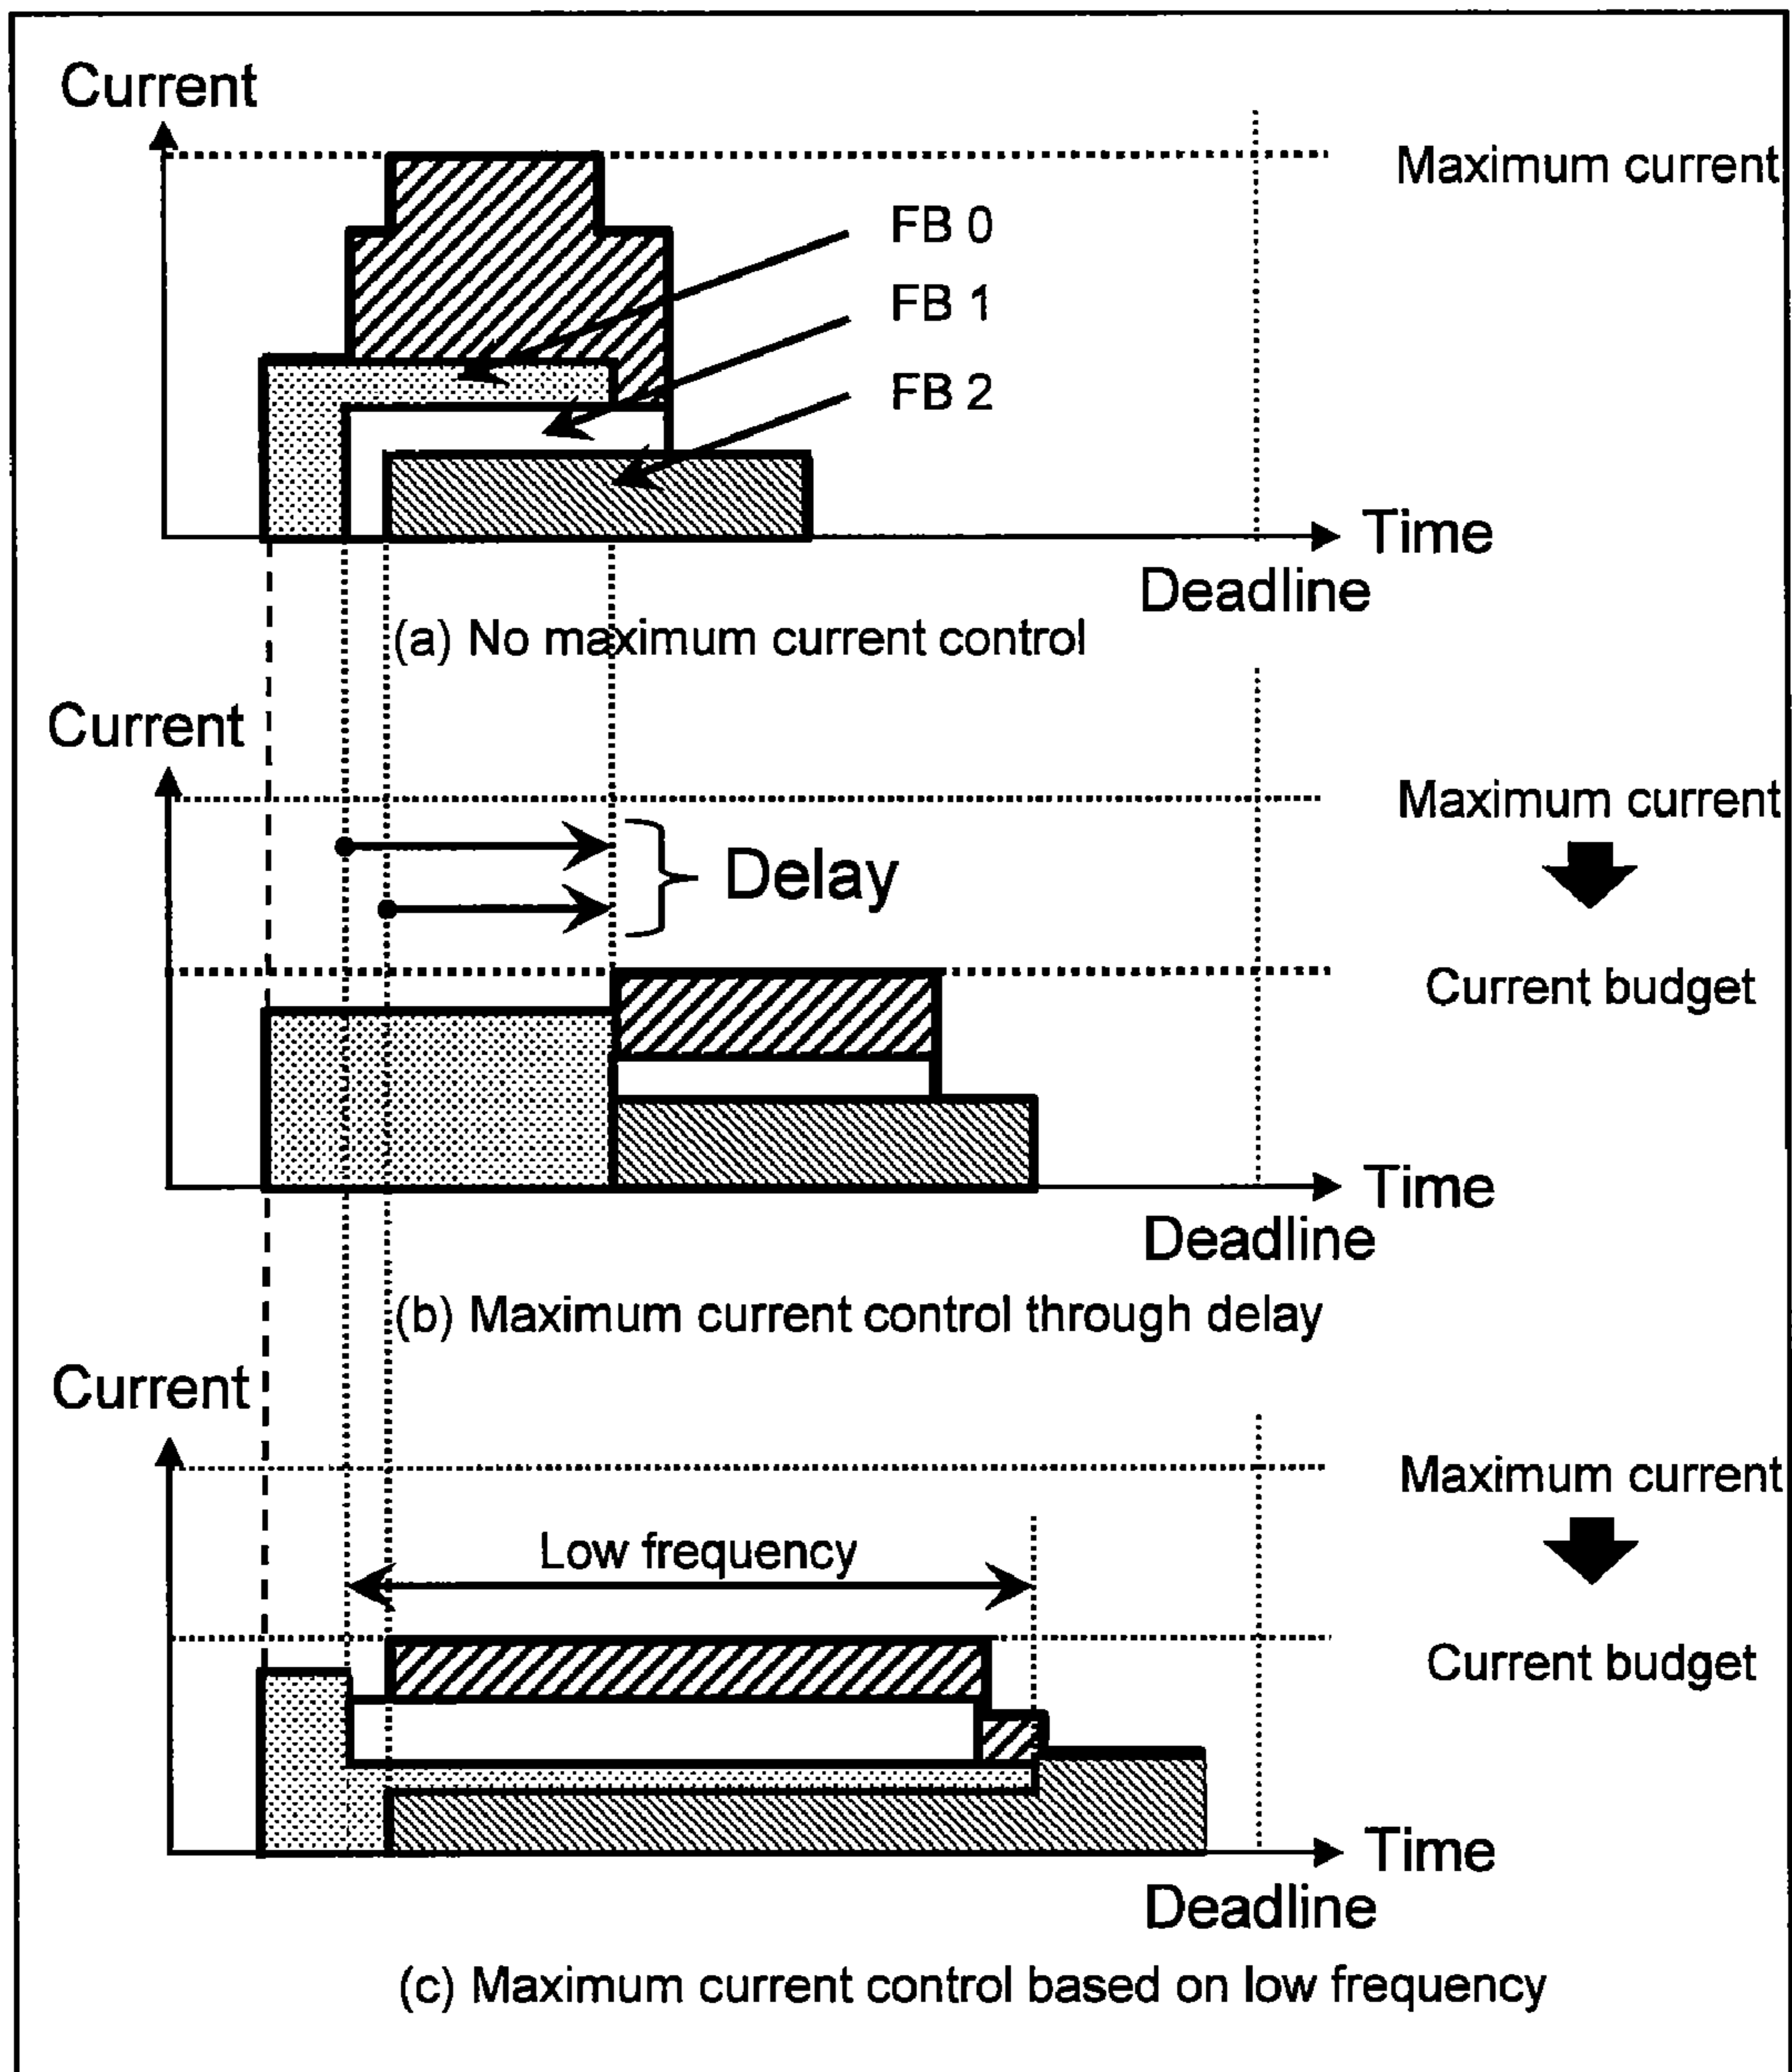 Current
Maximum current
FB 0
FB 1
FB 2
Time
Deadline
(a) No maximum current control
Current
Maximum current
Delay
Current budget
Time
Deadline
(b) Maximum current control through delay
Current
Maximum current
Low frequency
Current budget
Time
Deadline
(c) Maximum current control based on low frequency